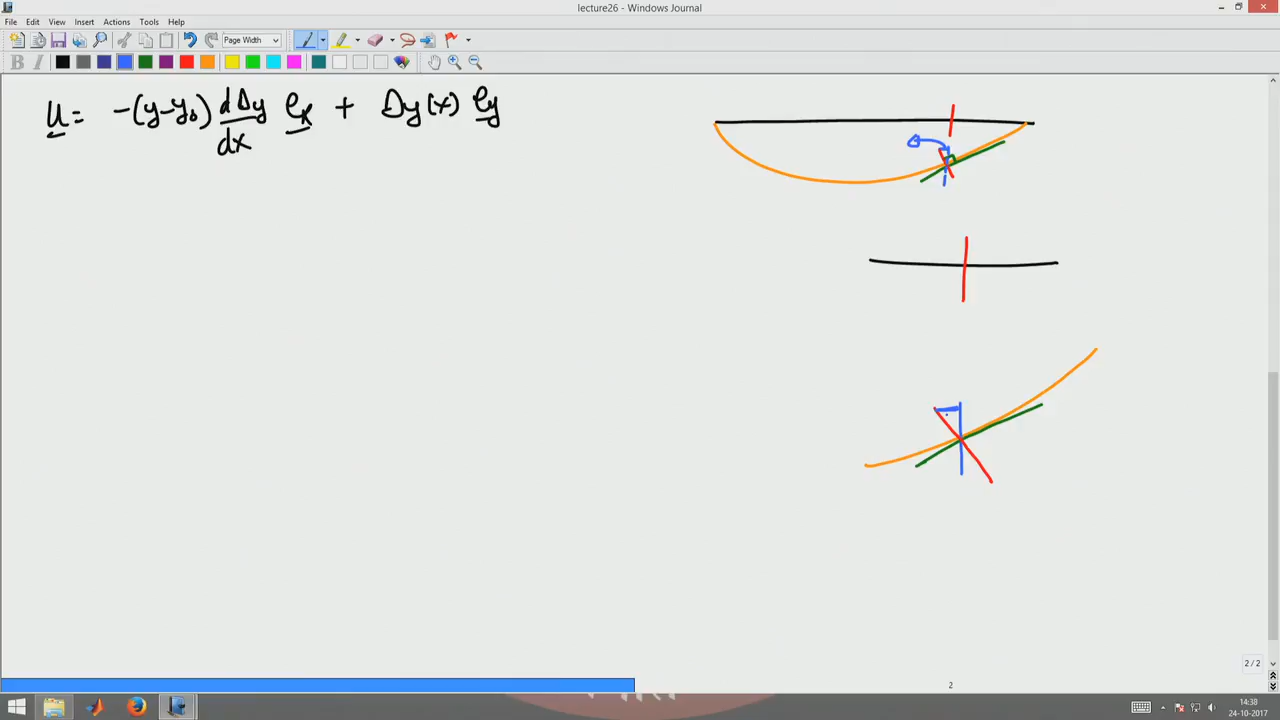 lecture26 - Windows Journal
File Edit View Insert Actions Tools Help
Page Width
B I
u = -(y-y₀) dΔy/dx e_x + Δy(x) e_y
2 / 2
2
14:38
24-10-2017